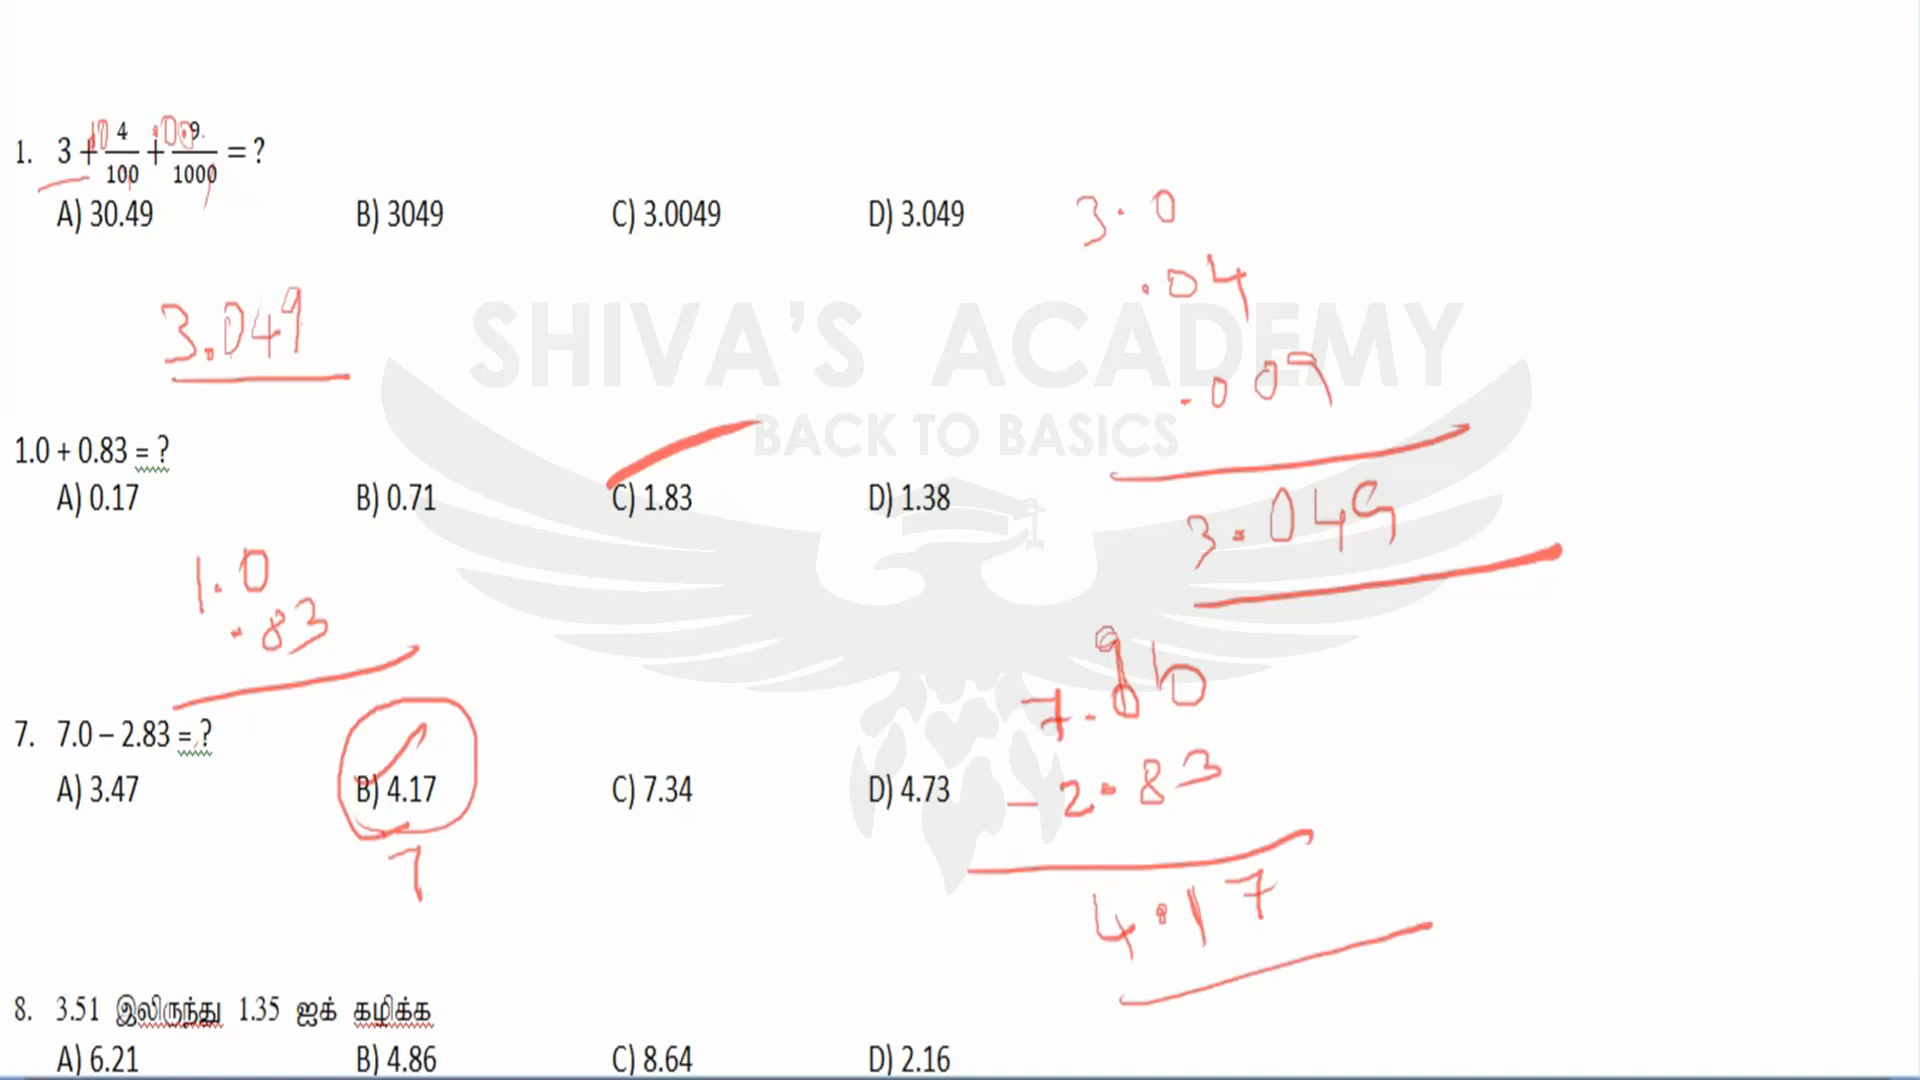 1. 3 + 4/100 + 9/1000 = ?
A) 30.49 B) 3049 C) 3.0049 D) 3.049
3.0
.04
.009
3.049
3.049
SHIVA'S ACADEMY
BACK TO BASICS
1.0 + 0.83 = ?
A) 0.17 B) 0.71 C) 1.83 D) 1.38
1.0
.83
7. 7.0 – 2.83 = ?
A) 3.47 B) 4.17 C) 7.34 D) 4.73
7
- 2.83
4.17
8. 3.51 இலிருந்து 1.35 ஐக் கழிக்க
A) 6.21 B) 4.86 C) 8.64 D) 2.16